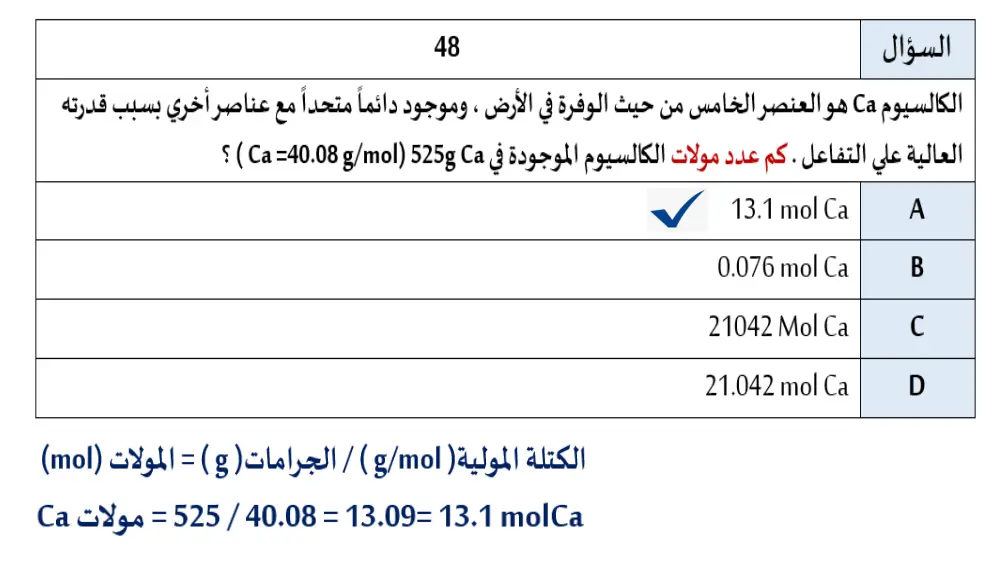 السؤال 48
الكالسيوم Ca هو العنصر الخامس من حيث الوفرة في الأرض ، وموجود دائماً متحداً مع عناصر أخري بسبب قدرته
العالية علي التفاعل . كم عدد مولات الكالسيوم الموجودة في 525g Ca (Ca =40.08 g/mol ) ؟
A 13.1 mol Ca
B 0.076 mol Ca
C 21042 Mol Ca
D 21.042 mol Ca
الكتلة المولية( g/mol ) / الجرامات( g ) = المولات (mol)
Ca مولات = 525 / 40.08 = 13.09= 13.1 molCa